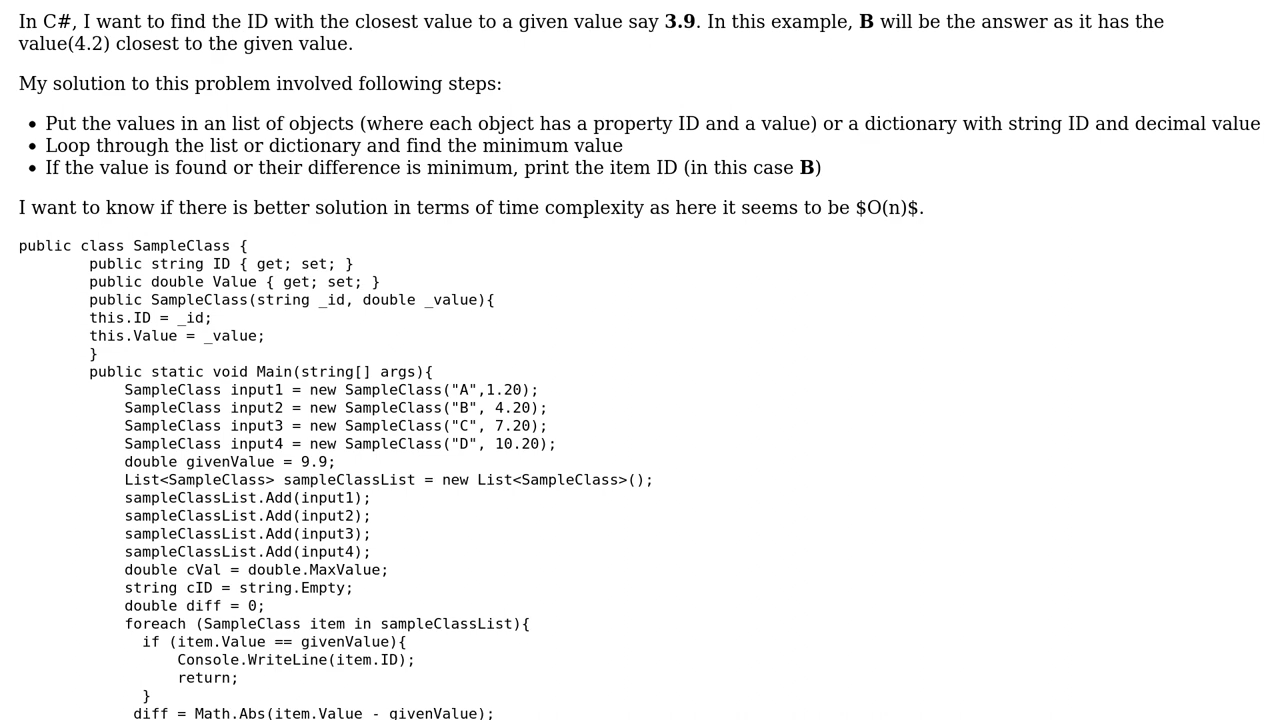 In C#, I want to find the ID with the closest value to a given value say 3.9. In this example, B will be the answer as it has the
value(4.2) closest to the given value.
My solution to this problem involved following steps:
• Put the values in an list of objects (where each object has a property ID and a value) or a dictionary with string ID and decimal value
• Loop through the list or dictionary and find the minimum value
• If the value is found or their difference is minimum, print the item ID (in this case B)
I want to know if there is better solution in terms of time complexity as here it seems to be $O(n)$.
public class SampleClass {
        public string ID { get; set; }
        public double Value { get; set; }
        public SampleClass(string _id, double _value){
        this.ID = _id;
        this.Value = _value;
        }
        public static void Main(string[] args){
            SampleClass input1 = new SampleClass("A",1.20);
            SampleClass input2 = new SampleClass("B", 4.20);
            SampleClass input3 = new SampleClass("C", 7.20);
            SampleClass input4 = new SampleClass("D", 10.20);
            double givenValue = 9.9;
            List<SampleClass> sampleClassList = new List<SampleClass>();
            sampleClassList.Add(input1);
            sampleClassList.Add(input2);
            sampleClassList.Add(input3);
            sampleClassList.Add(input4);
            double cVal = double.MaxValue;
            string cID = string.Empty;
            double diff = 0;
            foreach (SampleClass item in sampleClassList){
              if (item.Value == givenValue){
                  Console.WriteLine(item.ID);
                  return;
              }
             diff = Math.Abs(item.Value - givenValue);